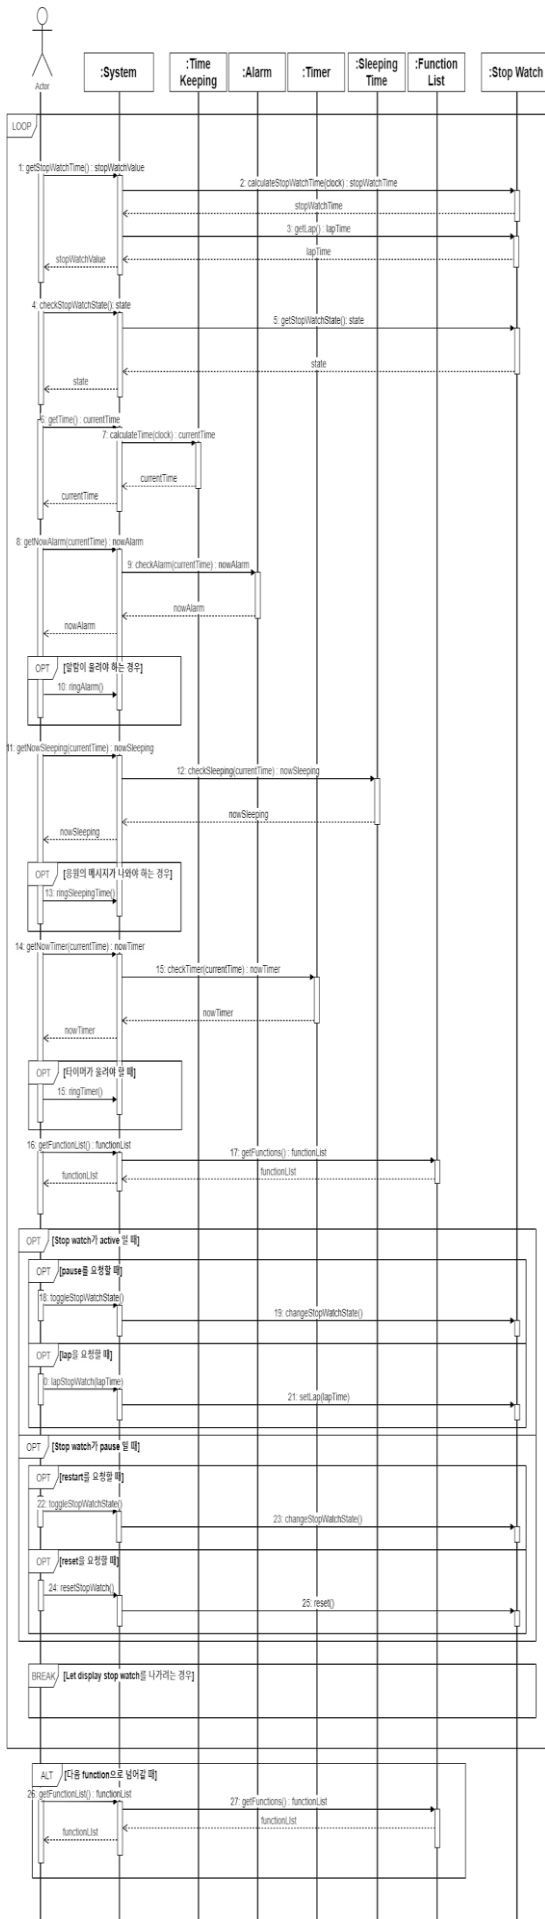 Actor
:System
:Time
Keeping
:Alarm
:Timer
:Sleeping
Time
:Function
List
:Stop Watch
LOOP
1: getStopWatchTime() : stopWatchValue
2: calculateStopWatchTime(clock) : stopWatchTime
stopWatchTime
3: getLap() : lapTime
lapTime
stopWatchValue
4: checkStopWatchState(): state
5: getStopWatchState(): state
state
state
6: getTime() : currentTime
7: calculateTime(clock) : currentTime
currentTime
currentTime
8: getNowAlarm(currentTime) : nowAlarm
9: checkAlarm(currentTime) : nowAlarm
nowAlarm
nowAlarm
OPT [알람이 울려야 하는 경우]
10: ringAlarm()
11: getNowSleeping(currentTime) : nowSleeping
12: checkSleeping(currentTime) : nowSleeping
nowSleeping
nowSleeping
OPT [응원의 메시지가 나와야 하는 경우]
13: ringSleepingTime()
14: getNowTimer(currentTime) : nowTimer
15: checkTimer(currentTime) : nowTimer
nowTimer
nowTimer
OPT [타이머가 울려야 할 때]
15: ringTimer()
16: getFunctionList() : functionList
17: getFunctions() : functionList
functionLIst
functionLIst
OPT [Stop watch가 active 일 때]
OPT [pause를 요청할 때]
18: toggleStopWatchState()
19: changeStopWatchState()
OPT [lap을 요청할 때]
0: lapStopWatch(lapTime)
21: setLap(lapTime)
OPT [Stop watch가 pause 일 때]
OPT [restart를 요청할 때]
22: toggleStopWatchState()
23: changeStopWatchState()
OPT [reset을 요청할 때]
24: resetStopWatch()
25: reset()
BREAK [Let display stop watch를 나가려는 경우]
ALT [다음 function으로 넘어갈 때]
26: getFunctionList() : functionList
27: getFunctions() : functionList
functionLIst
functionLIst